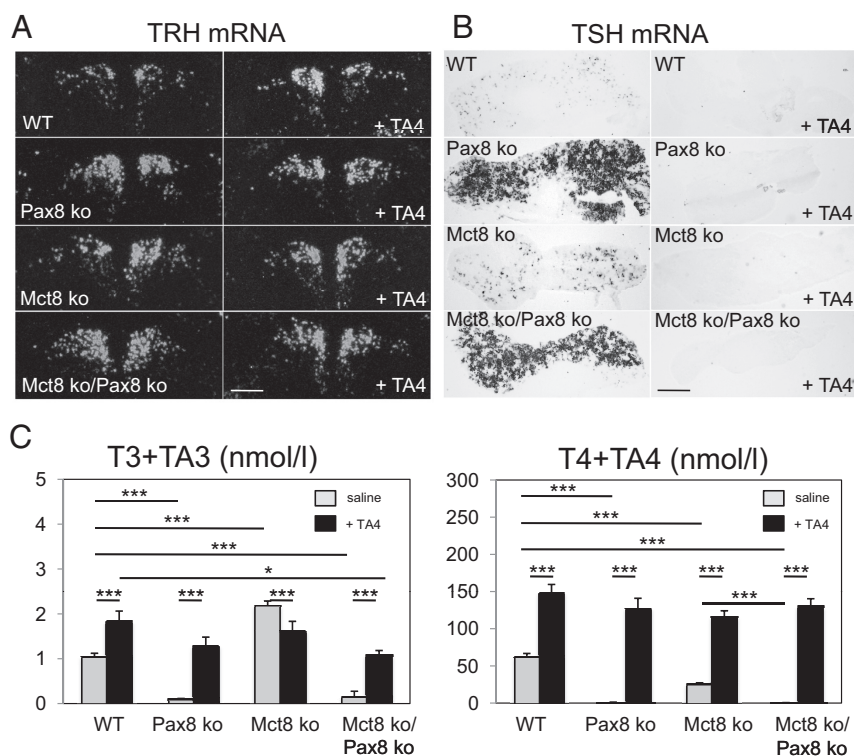 A
TRH mRNA
WT
+ TA4
Pax8 ko
+ TA4
Mct8 ko
+ TA4
Mct8 ko/Pax8 ko
+ TA4
B
TSH mRNA
WT
WT
+ TA4
Pax8 ko
Pax8 ko
+ TA4
Mct8 ko
Mct8 ko
+ TA4
Mct8 ko/Pax8 ko
Mct8 ko/Pax8 ko
+ TA4
C
T3+TA3 (nmol/l)
5
4
3
2
1
0
saline
+ TA4
***
***
***
*
*** *** *** ***
WT Pax8 ko Mct8 ko Mct8 ko/
Pax8 ko
T4+TA4 (nmol/l)
300
250
200
150
100
50
0
saline
+ TA4
***
***
***
*** *** *** ***
***
WT Pax8 ko Mct8 ko Mct8 ko/
Pax8 ko